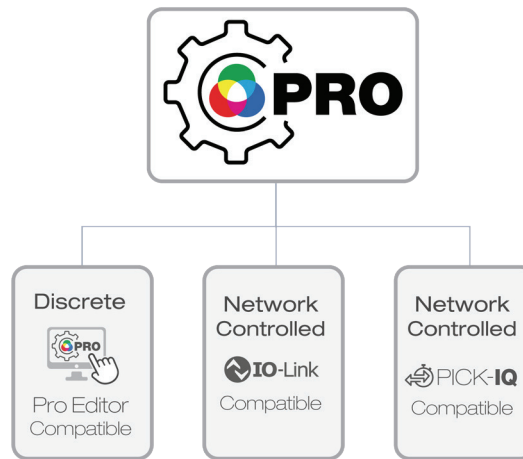 PRO
Discrete
PRO
Pro Editor
Compatible
Network
Controlled
IO-Link
Compatible
Network
Controlled
PICK-IQ
Compatible